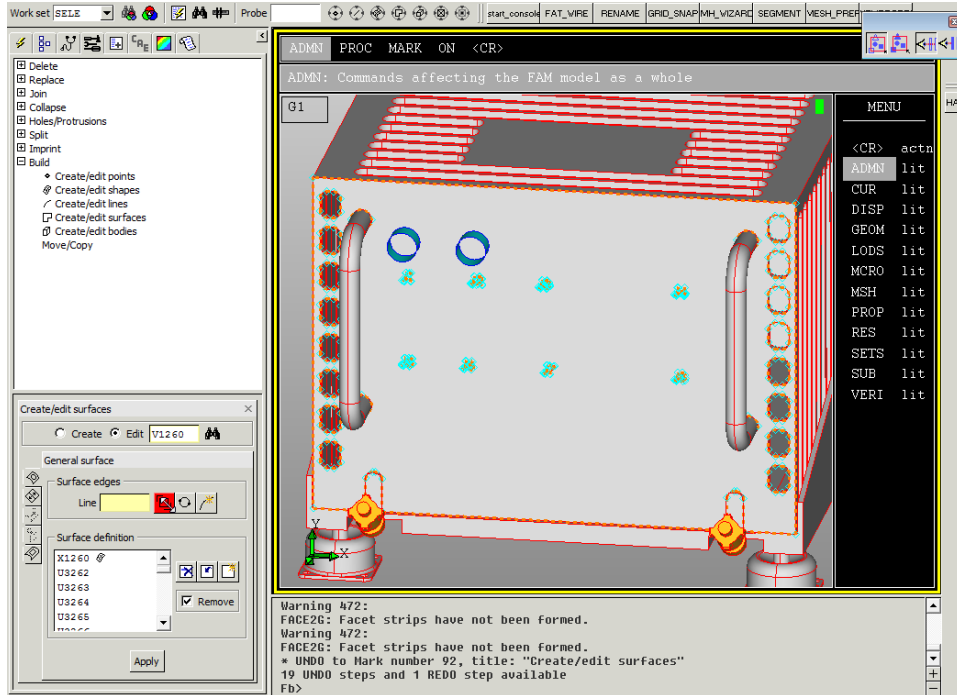 Work set SELE Probe start_console FAT_WIRE RENAME GRID_SNAP MH_WIZARD SEGMENT
CAE
Delete
Replace
Join
Collapse
Holes/Protrusions
Split
Imprint
Build
Create/edit points
Create/edit shapes
Create/edit lines
Create/edit surfaces
Create/edit bodies
Move/Copy
ADMN PROC MARK ON <CR>
ADMN: Commands affecting the FAM model as a whole
G1
Y
X
MENU
<CR> actn
ADMN lit
CUR lit
DISP lit
GEOM lit
LODS lit
MCRO lit
MSH lit
PROP lit
RES lit
SETS lit
SUB lit
VERI lit
HA
Create/edit surfaces
Create Edit V1260
General surface
Surface edges
Line
Surface definition
X1260
U3262
U3263
U3264
U3265
Remove
Apply
Warning 472:
FACE2G: Facet strips have not been formed.
Warning 472:
FACE2G: Facet strips have not been formed.
* UNDO to Mark number 92, title: "Create/edit surfaces"
19 UNDO steps and 1 REDO step available
Fb>